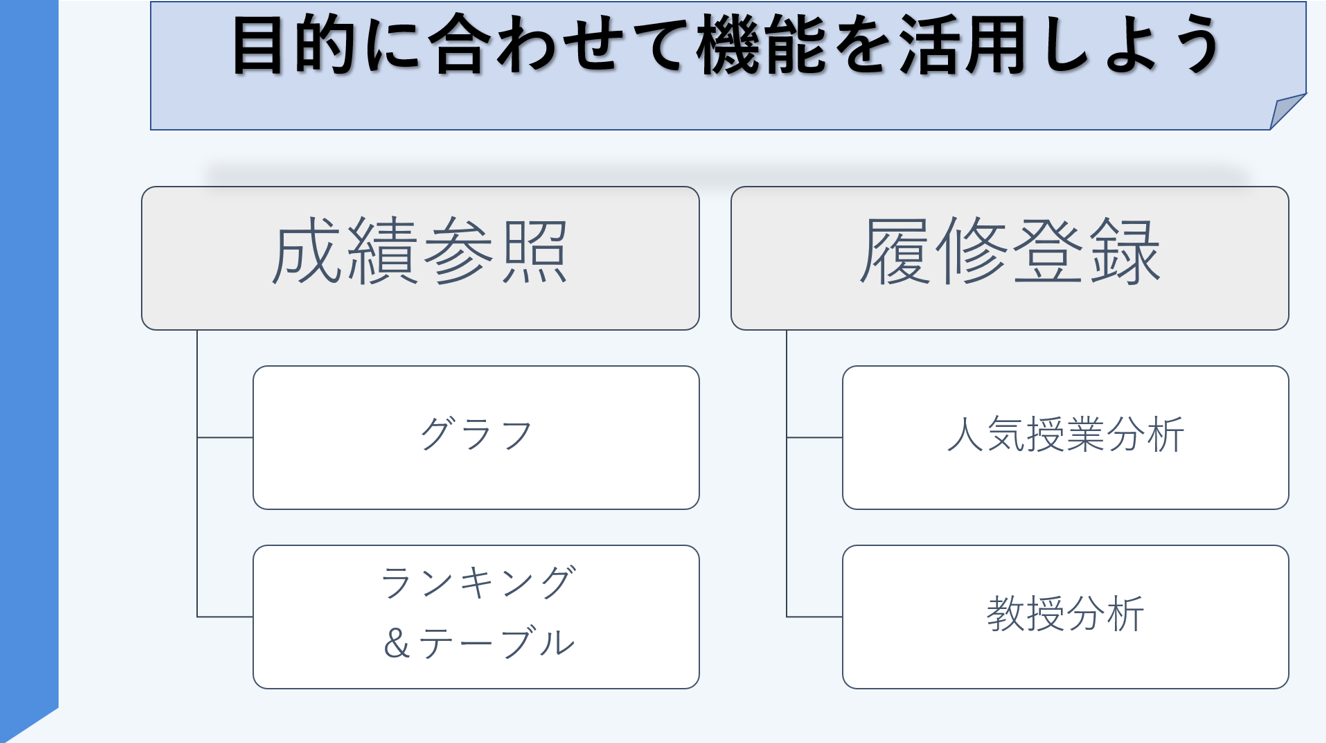 目的に合わせて機能を活用しよう
成績参照
履修登録
グラフ
人気授業分析
ランキング
＆テーブル
教授分析